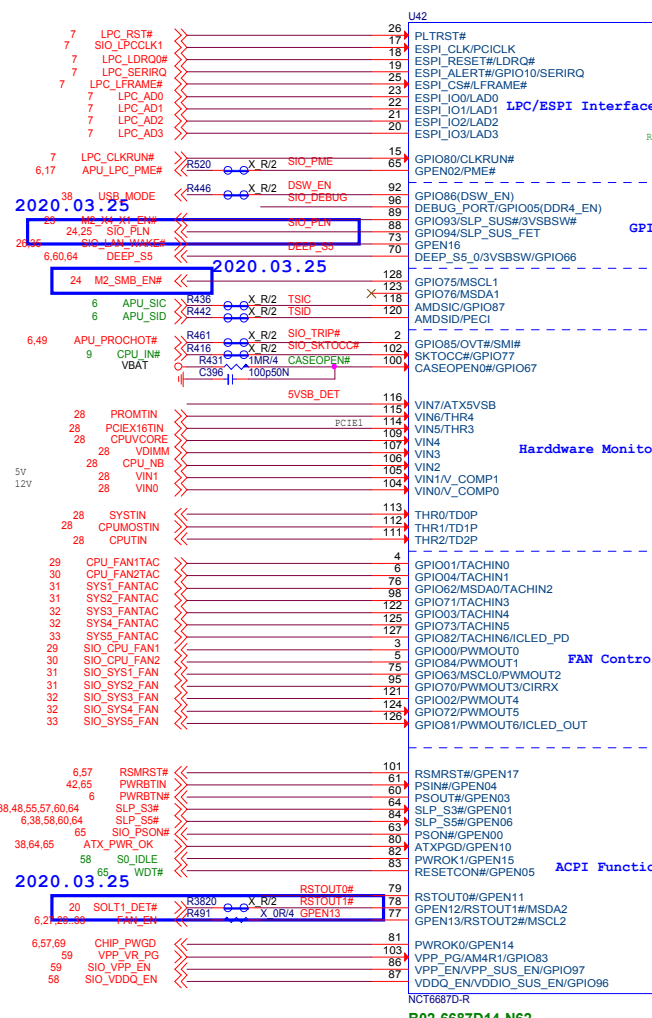 U42
7 LPC_RST# 26 PLTRST#
7 SIO_LPCCLK1 17 ESPI_CLK/PCICLK
7 LPC_LDRQ0# 18 ESPI_RESET#/LDRQ#
7 LPC_SERIRQ 19 ESPI_ALERT#/GPIO10/SERIRQ
7 LPC_LFRAME# 25 ESPI_CS#/LFRAME#
7 LPC_AD0 23 ESPI_IO0/LAD0
7 LPC_AD1 22 ESPI_IO1/LAD1 LPC/ESPI Interface
7 LPC_AD2 21 ESPI_IO2/LAD2
7 LPC_AD3 20 ESPI_IO3/LAD3
R
7 LPC_CLKRUN# 15 GPIO80/CLKRUN#
6,17 APU_LPC_PME# R520 X_R/2 SIO_PME 65 GPEN02/PME#
38 USB_MODE R446 X_R/2 DSW_EN 92 GPIO86(DSW_EN)
2020.03.25 SIO_DEBUG 96 DEBUG_PORT/GPIO05(DDR4_EN)
M2_X4_X1_EN# 89 GPIO93/SLP_SUS#/3VSBSW#
24,25 SIO_PLN SIO_PLN 88 GPIO94/SLP_SUS_FET GPI
SIO_LAN_WAKE# 73 GPEN16
6,60,64 DEEP_S5 DEEP_S5 70 DEEP_S5_0/3VSBSW/GPIO66
2020.03.25
24 M2_SMB_EN# 128 GPIO75/MSCL1
123 GPIO76/MSDA1
6 APU_SIC R436 X_R/2 TSIC 118 AMDSIC/GPIO87
6 APU_SID R442 X_R/2 TSID 120 AMDSID/PECI
6,49 APU_PROCHOT# R461 X_R/2 SIO_TRIP# 2 GPIO85/OVT#/SMI#
9 CPU_IN# R416 X_R/2 SIO_SKTOCC# 102 SKTOCC#/GPIO77
VBAT R431 1MR/4 CASEOPEN# 100 CASEOPEN0#/GPIO67
C396 100p50N
5VSB_DET 116 VIN7/ATX5VSB
28 PROMTIN 115 VIN6/THR4
28 PCIEX16TIN PCIE1 114 VIN5/THR3
28 CPUVCORE 109 VIN4
28 VDIMM 107 VIN3 Harddware Monito
28 CPU_NB 106 VIN2
5V 28 VIN1 105 VIN1/V_COMP1
12V 28 VIN0 104 VIN0/V_COMP0
28 SYSTIN 113 THR0/TD0P
28 CPUMOSTIN 112 THR1/TD1P
28 CPUTIN 111 THR2/TD2P
29 CPU_FAN1TAC 4 GPIO01/TACHIN0
30 CPU_FAN2TAC 6 GPIO04/TACHIN1
31 SYS1_FANTAC 76 GPIO62/MSDA0/TACHIN2
31 SYS2_FANTAC 98 GPIO71/TACHIN3
32 SYS3_FANTAC 122 GPIO03/TACHIN4
32 SYS4_FANTAC 125 GPIO73/TACHIN5
33 SYS5_FANTAC 127 GPIO82/TACHIN6/ICLED_PD
29 SIO_CPU_FAN1 3 GPIO00/PWMOUT0
30 SIO_CPU_FAN2 5 GPIO84/PWMOUT1 FAN Contro
31 SIO_SYS1_FAN 75 GPIO63/MSCL0/PWMOUT2
31 SIO_SYS2_FAN 95 GPIO70/PWMOUT3/CIRRX
32 SIO_SYS3_FAN 121 GPIO02/PWMOUT4
32 SIO_SYS4_FAN 124 GPIO72/PWMOUT5
33 SIO_SYS5_FAN 126 GPIO81/PWMOUT6/ICLED_OUT
6,57 RSMRST# 101 RSMRST#/GPEN17
42,65 PWRBTIN 61 PSIN#/GPEN04
6 PWRBTN# 60 PSOUT#/GPEN03
38,48,55,57,60,64 SLP_S3# 64 SLP_S3#/GPEN01
6,38,58,60,64 SLP_S5# 84 SLP_S5#/GPEN06
65 SIO_PSON# 63 PSON#/GPEN00
38,64,65 ATX_PWR_OK 80 ATXPGD/GPEN10
58 S0_IDLE 82 PWROK1/GPEN15
65 WDT# 83 RESETCON#/GPEN05 ACPI Functio
2020.03.25 RSTOUT0# 79 RSTOUT0#/GPEN11
20 SOLT1_DET# R3820 X_R/2 RSTOUT1# 78 GPEN12/RSTOUT1#/MSDA2
FAN_EN R491 X_0R/4 GPEN13 77 GPEN13/RSTOUT2#/MSCL2
6,57,69 CHIP_PWGD 81 PWROK0/GPEN14
59 VPP_VR_PG 103 VPP_PG/AM4R1/GPIO83
59 SIO_VPP_EN 86 VPP_EN/VPP_SUS_EN/GPIO97
58 SIO_VDDQ_EN 87 VDDQ_EN/VDDIO_SUS_EN/GPIO96
NCT6687D-R
B02-6687D14-N62